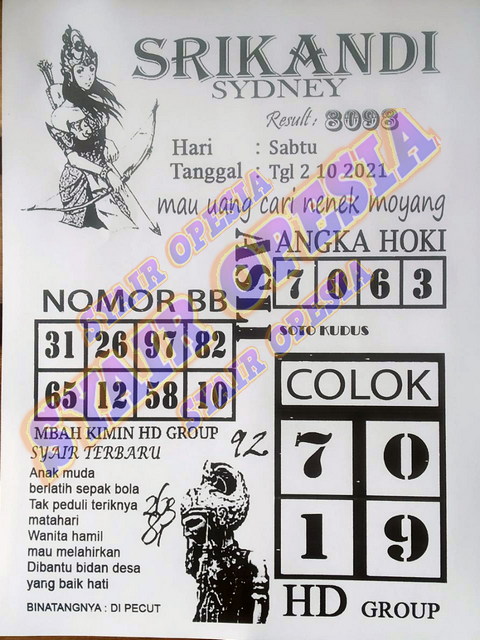 SRIKANDI
SYDNEY
Result : 8098
Hari : Sabtu
Tanggal : Tgl 2 10 2021
mau uang cari nenek moyang
ANGKA HOKI
7 0 6 3
SOTO KUDUS
NOMOR BB
31 26 97 82
65 12 58 10
COLOK
7 0
1 9
MBAH KIMIN HD GROUP
92
SYAIR TERBARU
Anak muda
berlatih sepak bola
Tak peduli teriknya
matahari
Wanita hamil
mau melahirkan
Dibantu bidan desa
yang baik hati
BINATANGNYA : DI PECUT
HD GROUP
SYAIR OPESIA
SYAIR OPESIA
SYAIR OPESIA